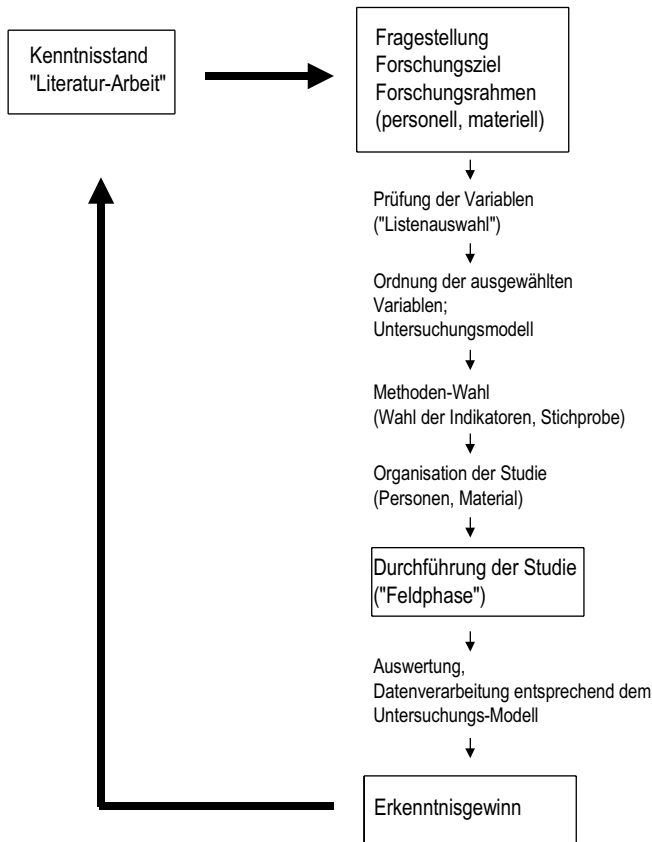 Kenntnisstand
"Literatur-Arbeit"
Fragestellung
Forschungsziel
Forschungsrahmen
(personell, materiell)
Prüfung der Variablen
("Listenauswahl")
Ordnung der ausgewählten
Variablen;
Untersuchungsmodell
Methoden-Wahl
(Wahl der Indikatoren, Stichprobe)
Organisation der Studie
(Personen, Material)
Durchführung der Studie
("Feldphase")
Auswertung,
Datenverarbeitung entsprechend dem
Untersuchungs-Modell
Erkenntnisgewinn